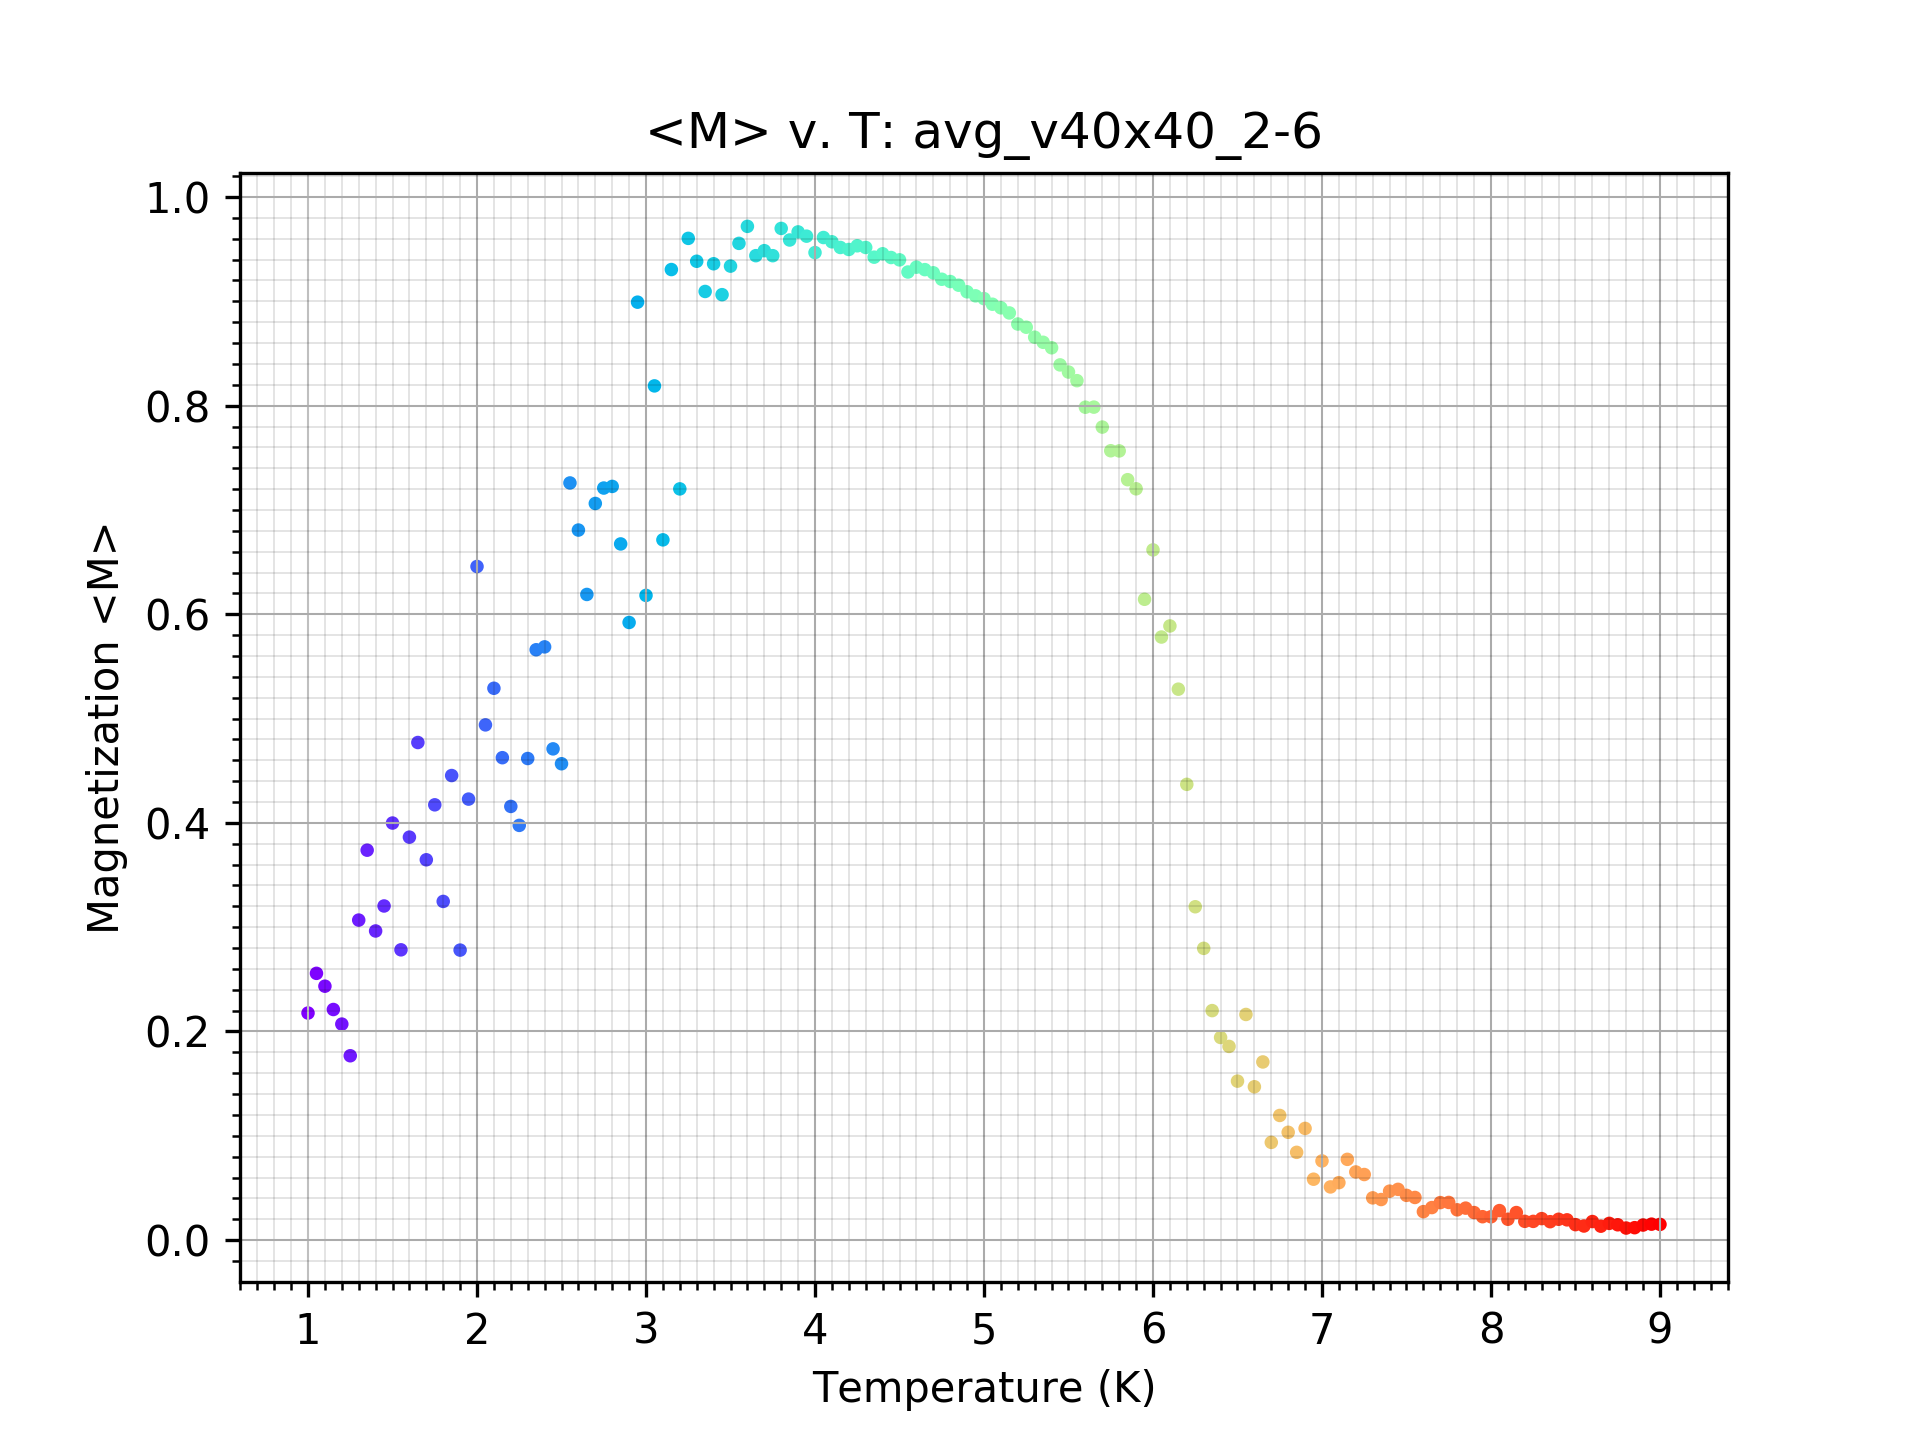 <M> v. T: avg_v40x40_2-6
1.0
0.8
0.6
0.4
0.2
0.0
Magnetization <M>
1 2 3 4 5 6 7 8 9
Temperature (K)